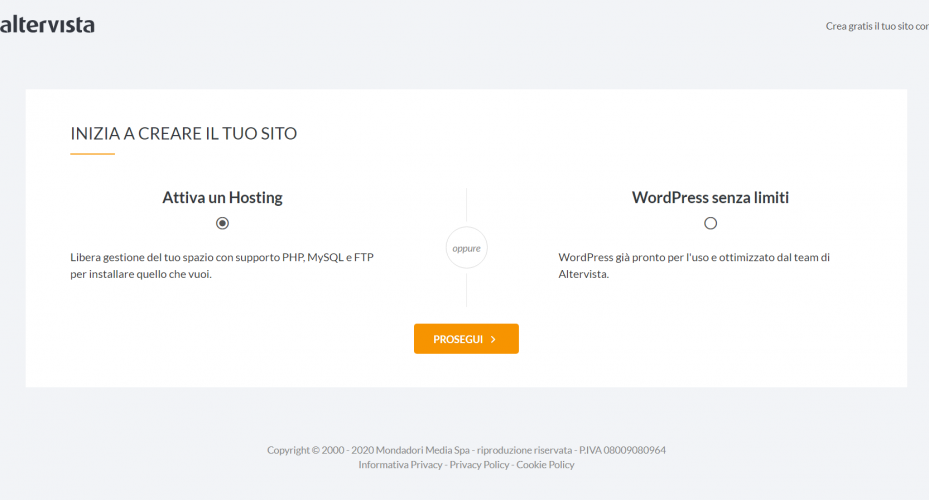 altervista
Crea gratis il tuo sito con
INIZIA A CREARE IL TUO SITO
Attiva un Hosting
Libera gestione del tuo spazio con supporto PHP, MySQL e FTP
per installare quello che vuoi.
oppure
WordPress senza limiti
WordPress già pronto per l'uso e ottimizzato dal team di
Altervista.
PROSEGUI
Copyright © 2000 - 2020 Mondadori Media Spa - riproduzione riservata - P.IVA 08009080964
Informativa Privacy - Privacy Policy - Cookie Policy